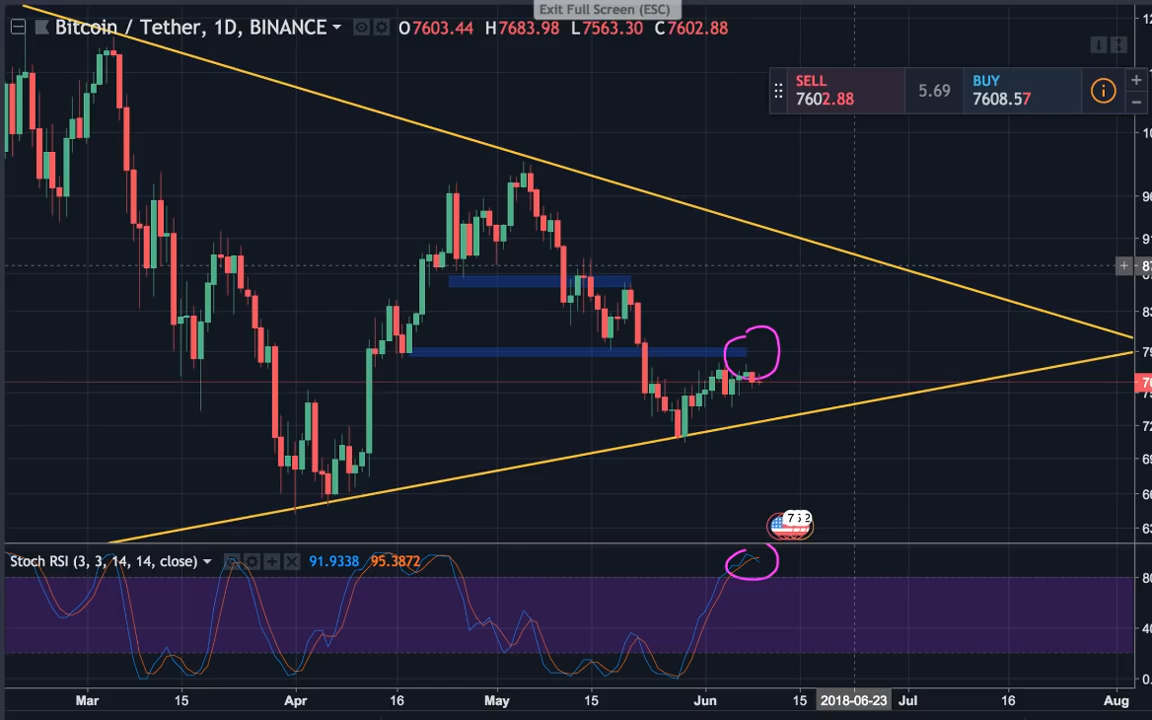 Exit Full Screen (ESC)
Bitcoin / Tether, 1D, BINANCE O7603.44 H7683.98 L7563.30 C7602.88
SELL
7602.88
5.69
BUY
7608.57
Stoch RSI (3, 3, 14, 14, close) 91.9338 95.3872
80
40
Mar 15 Apr 16 May 15 Jun 15 2018-06-23 Jul 16 Aug